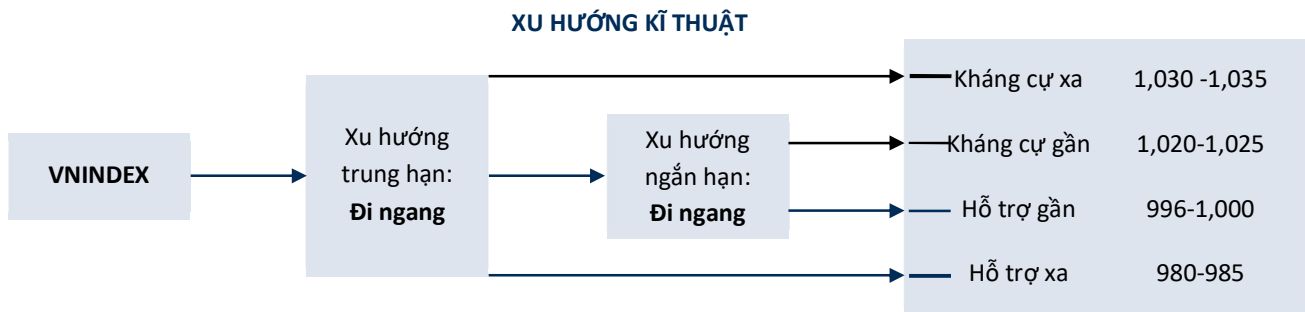 XU HƯỚNG KĨ THUẬT
VNINDEX
Xu hướng
trung hạn:
Đi ngang
Xu hướng
ngắn hạn:
Đi ngang
Kháng cự xa 1,030 -1,035
Kháng cự gần 1,020-1,025
Hỗ trợ gần 996-1,000
Hỗ trợ xa 980-985